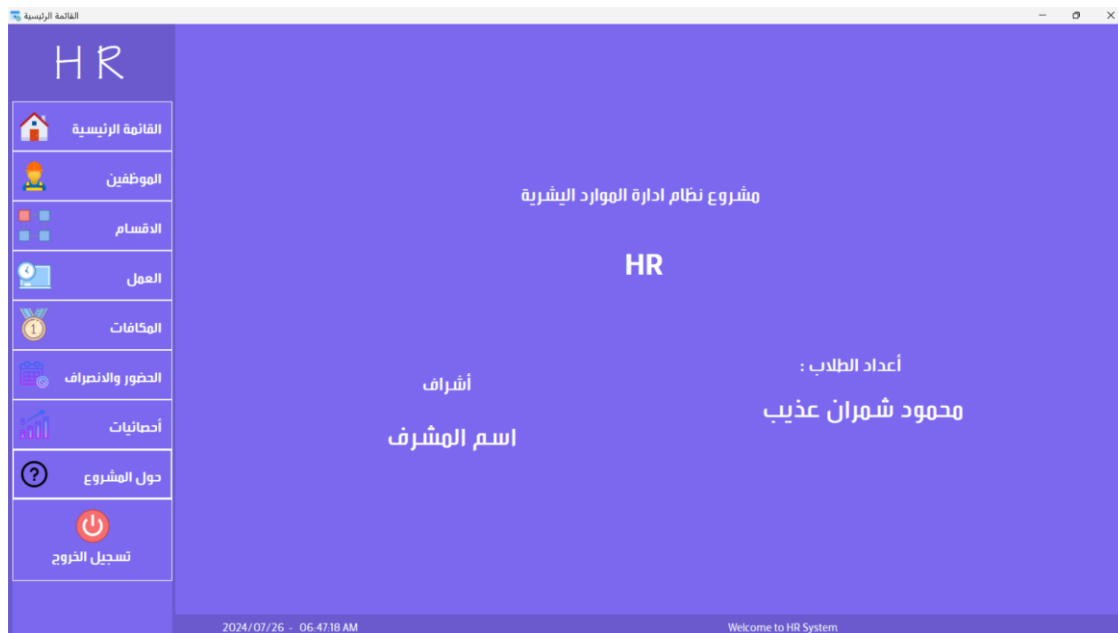 القائمة الرئيسية
HR
القائمة الرئيسية
الموظفين
الاقسام
العمل
المكافات
الحضور والانصراف
أحصائيات
حول المشروع
تسجيل الخروج
مشروع نظام ادارة الموارد اليشرية
HR
أعداد الطلاب :
محمود شمران عذيب
أشراف
اسم المشرف
2024/07/26 - 06:47:18 AM
Welcome to HR System